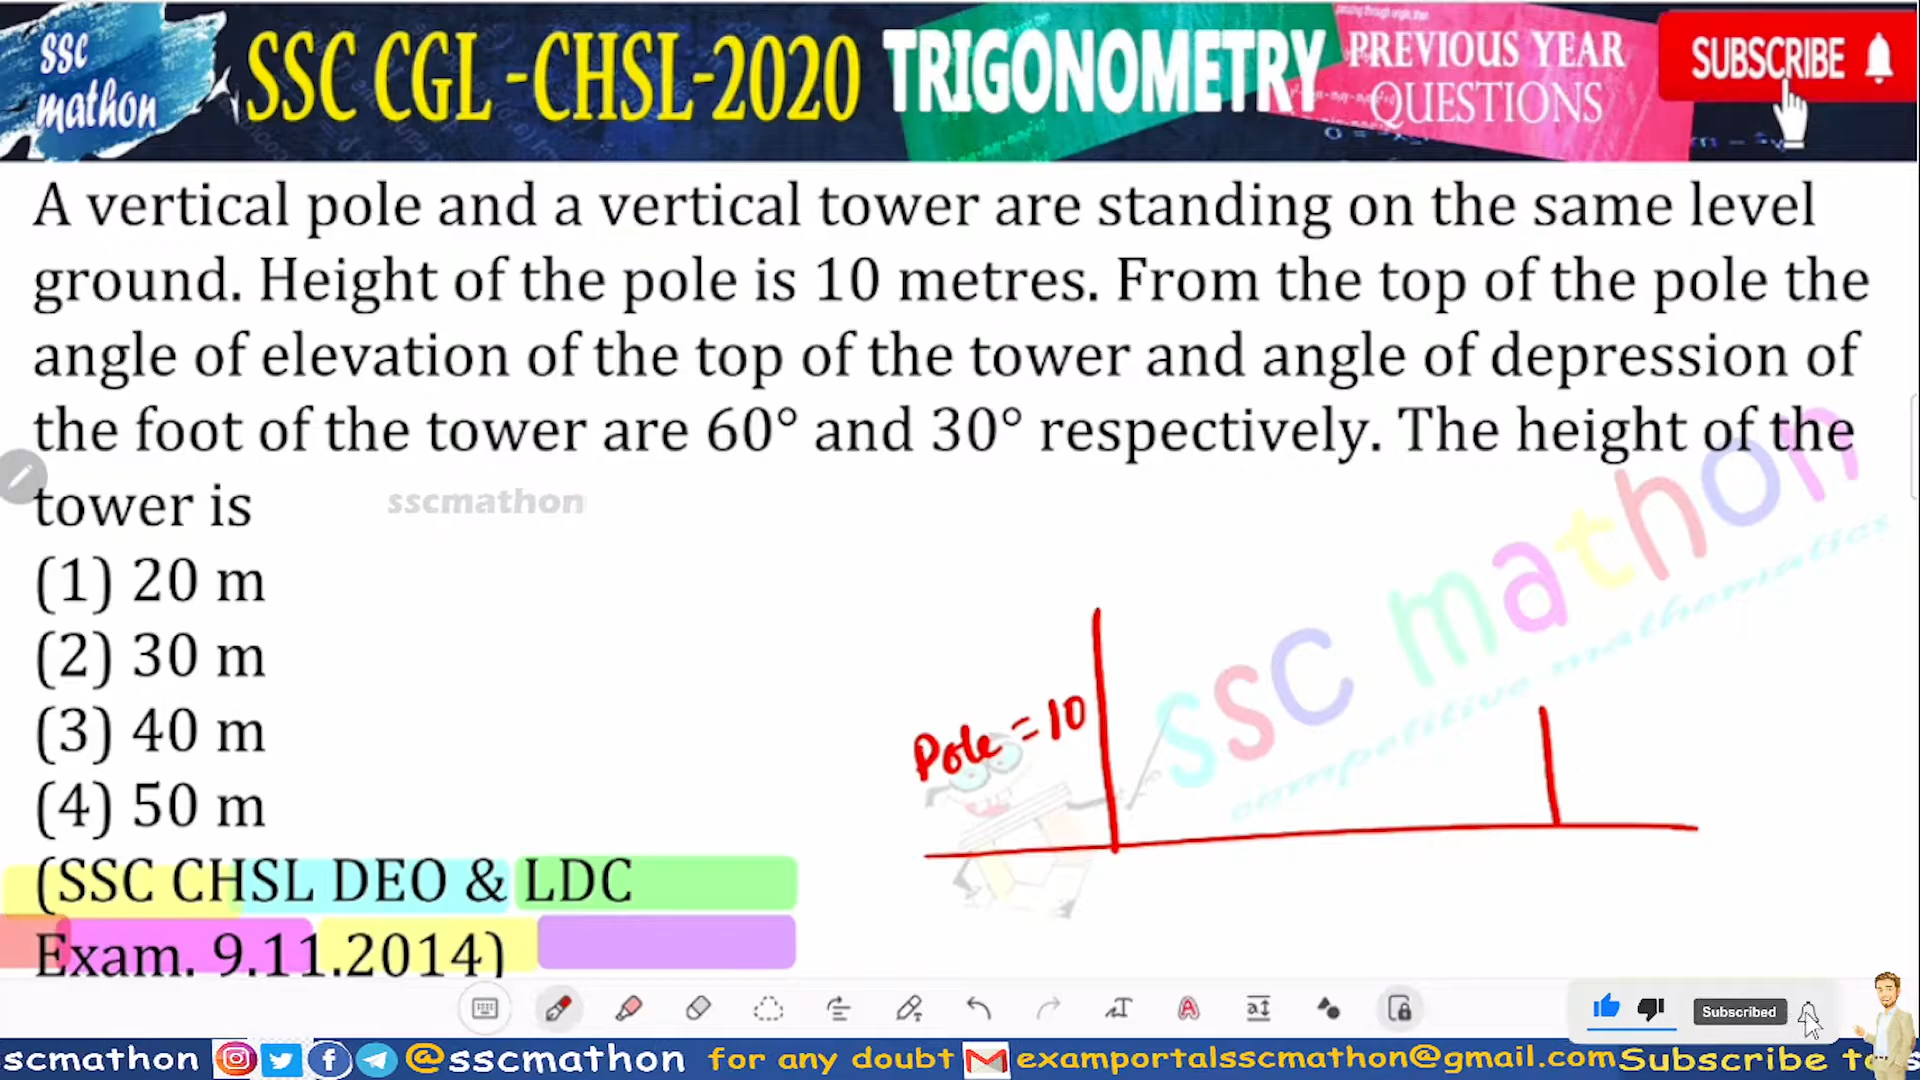 ssc
mathon
SSC CGL -CHSL-2020
TRIGONOMETRY
PREVIOUS YEAR
QUESTIONS
SUBSCRIBE
A vertical pole and a vertical tower are standing on the same level
ground. Height of the pole is 10 metres. From the top of the pole the
angle of elevation of the top of the tower and angle of depression of
the foot of the tower are 60° and 30° respectively. The height of the
tower is
sscmathon
(1) 20 m
(2) 30 m
(3) 40 m
(4) 50 m
(SSC CHSL DEO & LDC
Exam. 9.11.2014)
Pole = 10
ssc mathon
competitive mathematics
Subscribed
scmathon
@sscmathon
for any doubt
examportalsscmathon@gmail.com
Subscribe to s